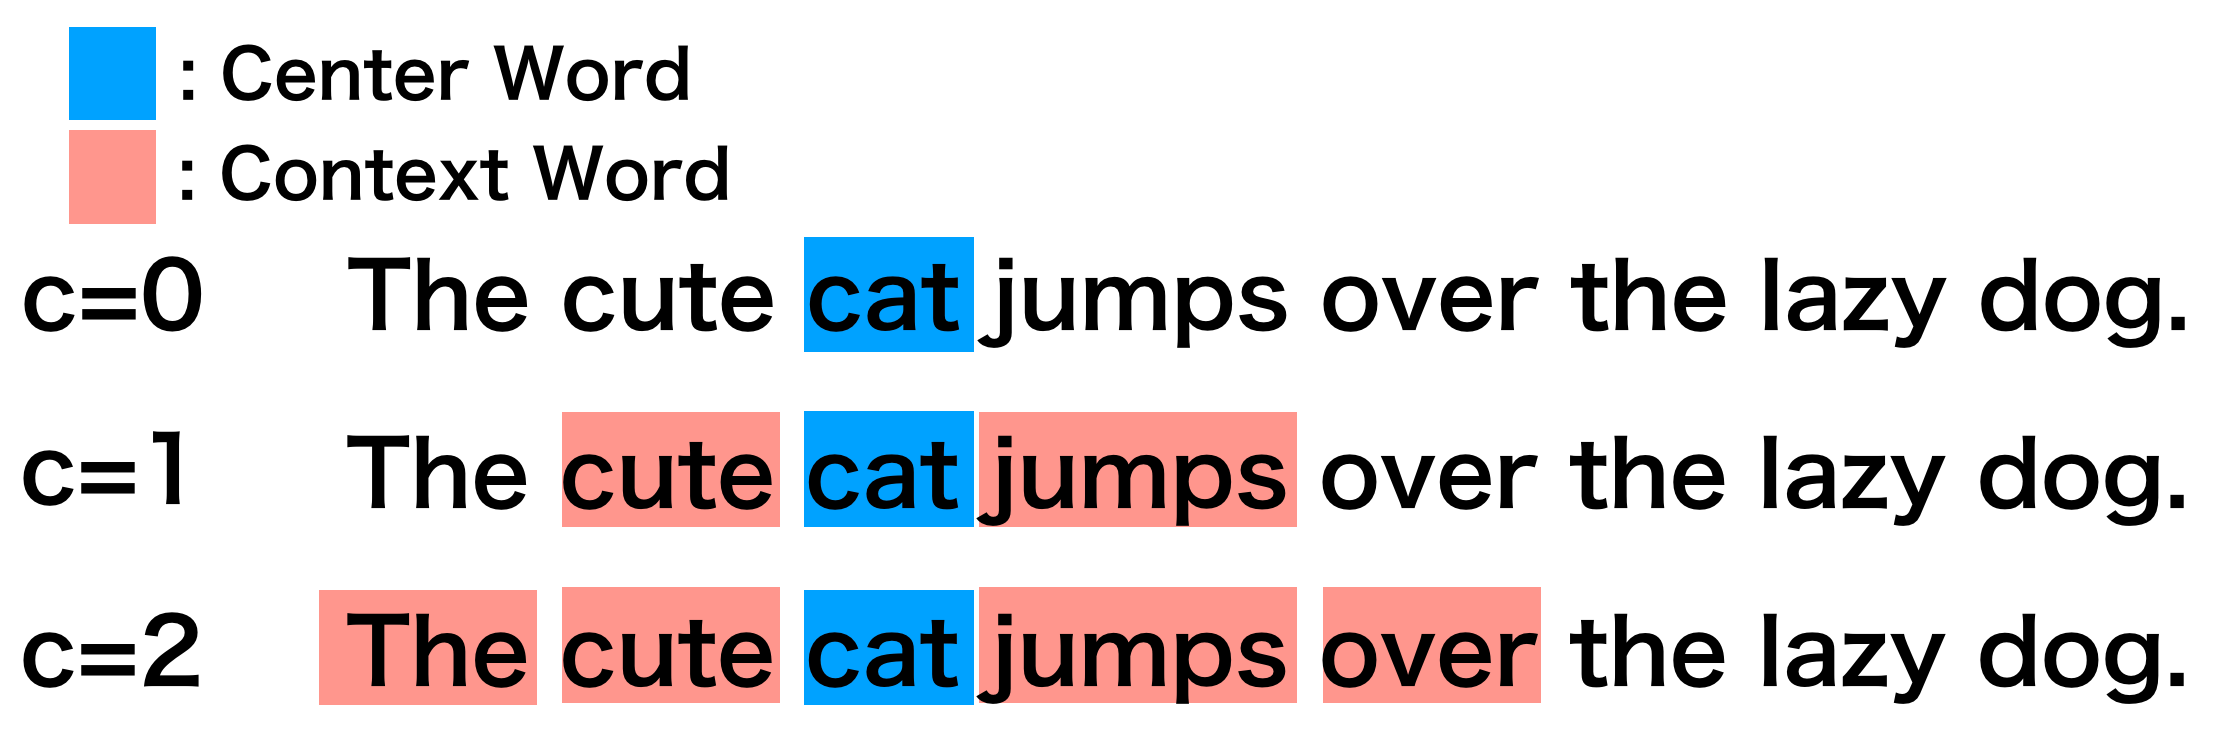 : Center Word
: Context Word
c=0 The cute cat jumps over the lazy dog.
c=1 The cute cat jumps over the lazy dog.
c=2 The cute cat jumps over the lazy dog.